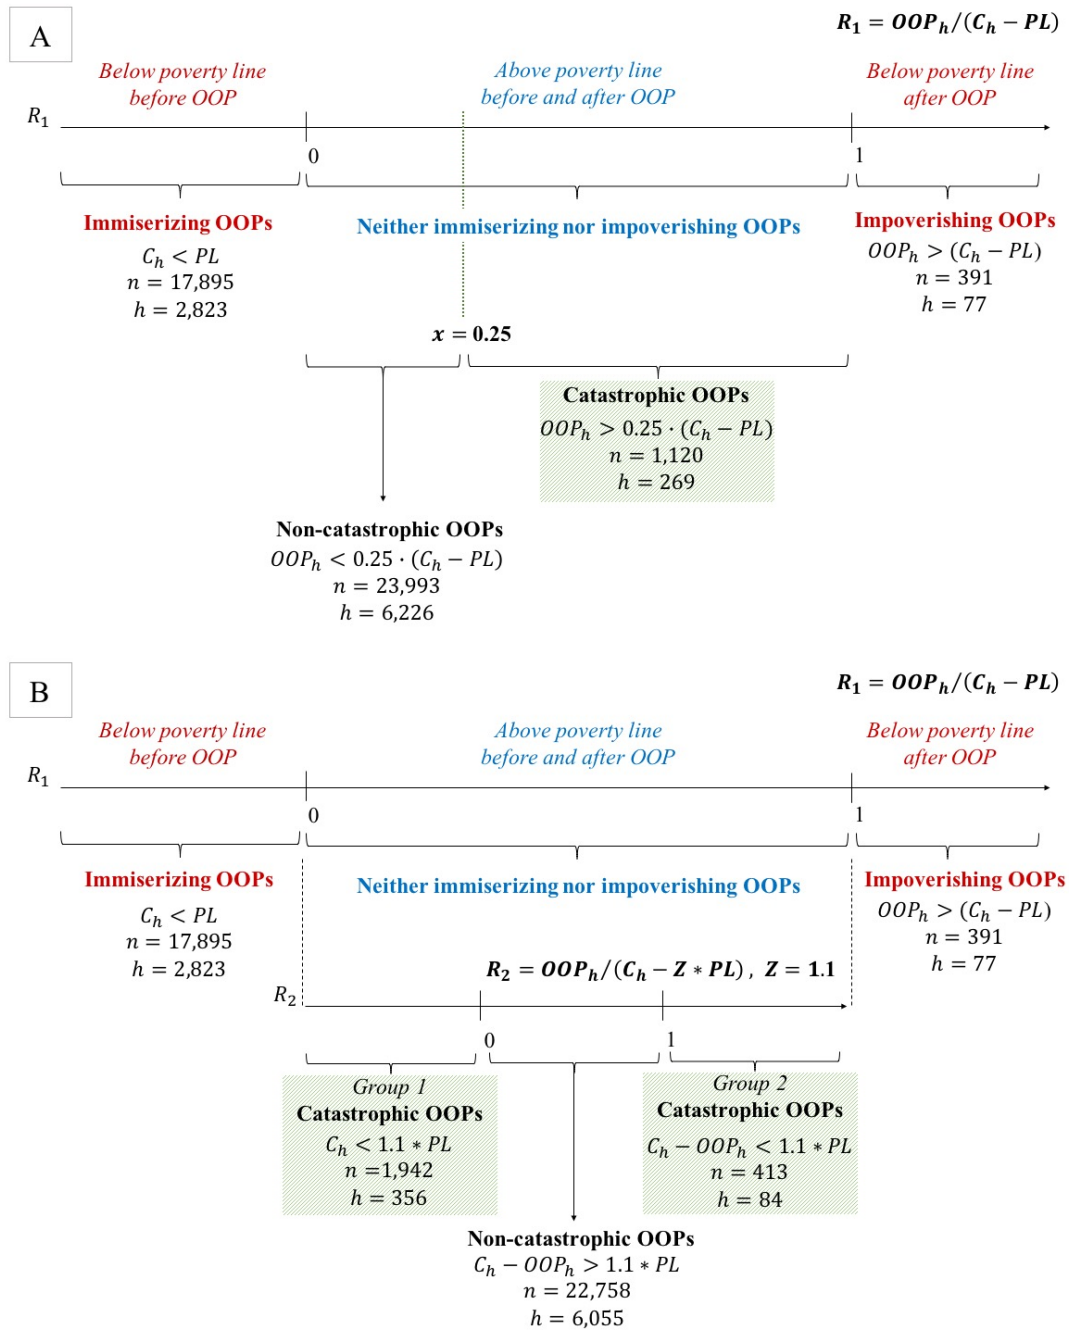 A
R₁ = OOPₕ/(Cₕ − PL)
Below poverty line
before OOP
Above poverty line
before and after OOP
Below poverty line
after OOP
R₁
0
1
Immiserizing OOPs
Cₕ < PL
n = 17,895
h = 2,823
Neither immiserizing nor impoverishing OOPs
Impoverishing OOPs
OOPₕ > (Cₕ − PL)
n = 391
h = 77
x = 0.25
Catastrophic OOPs
OOPₕ > 0.25 · (Cₕ − PL)
n = 1,120
h = 269
Non-catastrophic OOPs
OOPₕ < 0.25 · (Cₕ − PL)
n = 23,993
h = 6,226
B
R₁ = OOPₕ/(Cₕ − PL)
Below poverty line
before OOP
Above poverty line
before and after OOP
Below poverty line
after OOP
R₁
0
1
Immiserizing OOPs
Cₕ < PL
n = 17,895
h = 2,823
Neither immiserizing nor impoverishing OOPs
Impoverishing OOPs
OOPₕ > (Cₕ − PL)
n = 391
h = 77
R₂ = OOPₕ/(Cₕ − Z ∗ PL) , Z = 1.1
R₂
0
1
Group 1
Catastrophic OOPs
Cₕ < 1.1 ∗ PL
n =1,942
h = 356
Group 2
Catastrophic OOPs
Cₕ − OOPₕ < 1.1 ∗ PL
n = 413
h = 84
Non-catastrophic OOPs
Cₕ − OOPₕ > 1.1 ∗ PL
n = 22,758
h = 6,055